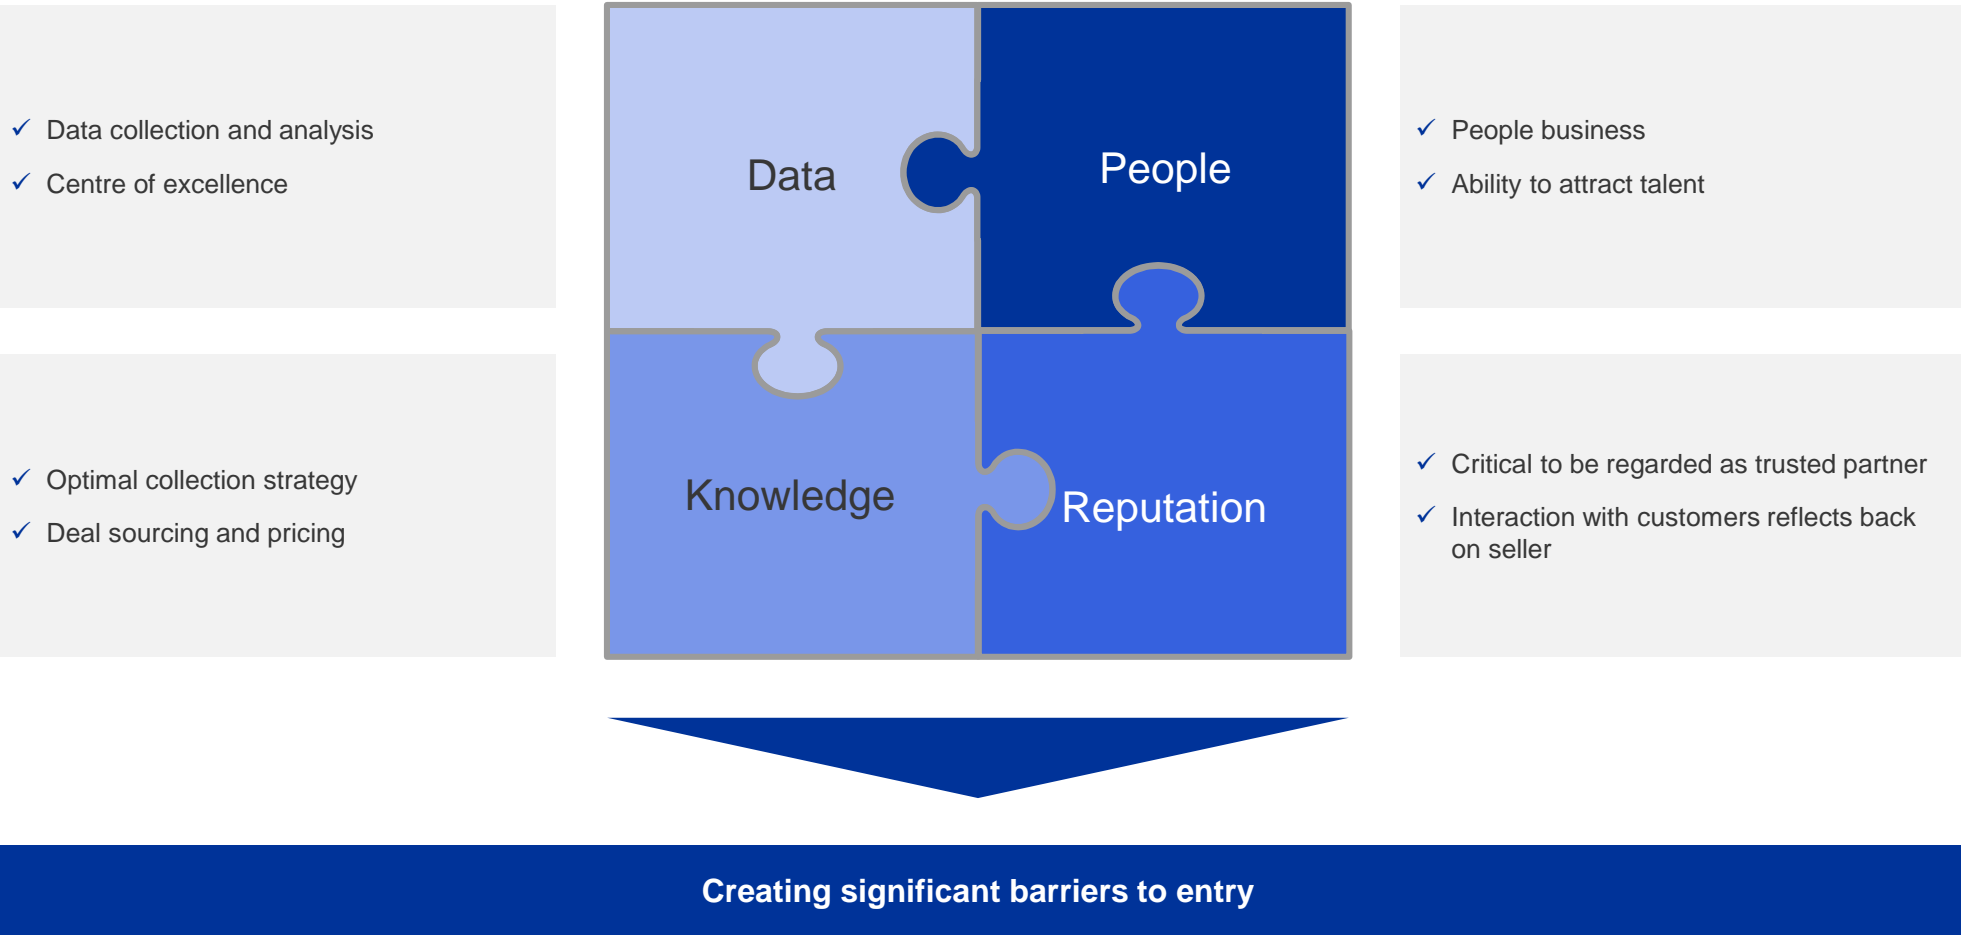 ✓ Data collection and analysis
✓ Centre of excellence
Data
People
✓ People business
✓ Ability to attract talent
✓ Optimal collection strategy
✓ Deal sourcing and pricing
Knowledge
Reputation
✓ Critical to be regarded as trusted partner
✓ Interaction with customers reflects back
on seller
Creating significant barriers to entry